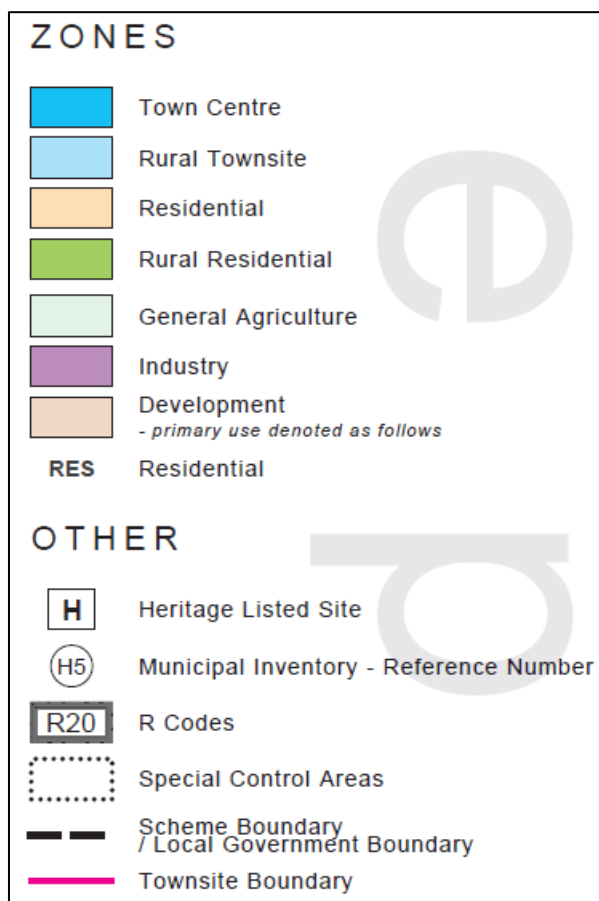 ZONES
Town Centre
Rural Townsite
Residential
Rural Residential
General Agriculture
Industry
Development
- primary use denoted as follows
RES Residential
OTHER
H Heritage Listed Site
H5 Municipal Inventory - Reference Number
R20 R Codes
Special Control Areas
Scheme Boundary
/ Local Government Boundary
Townsite Boundary